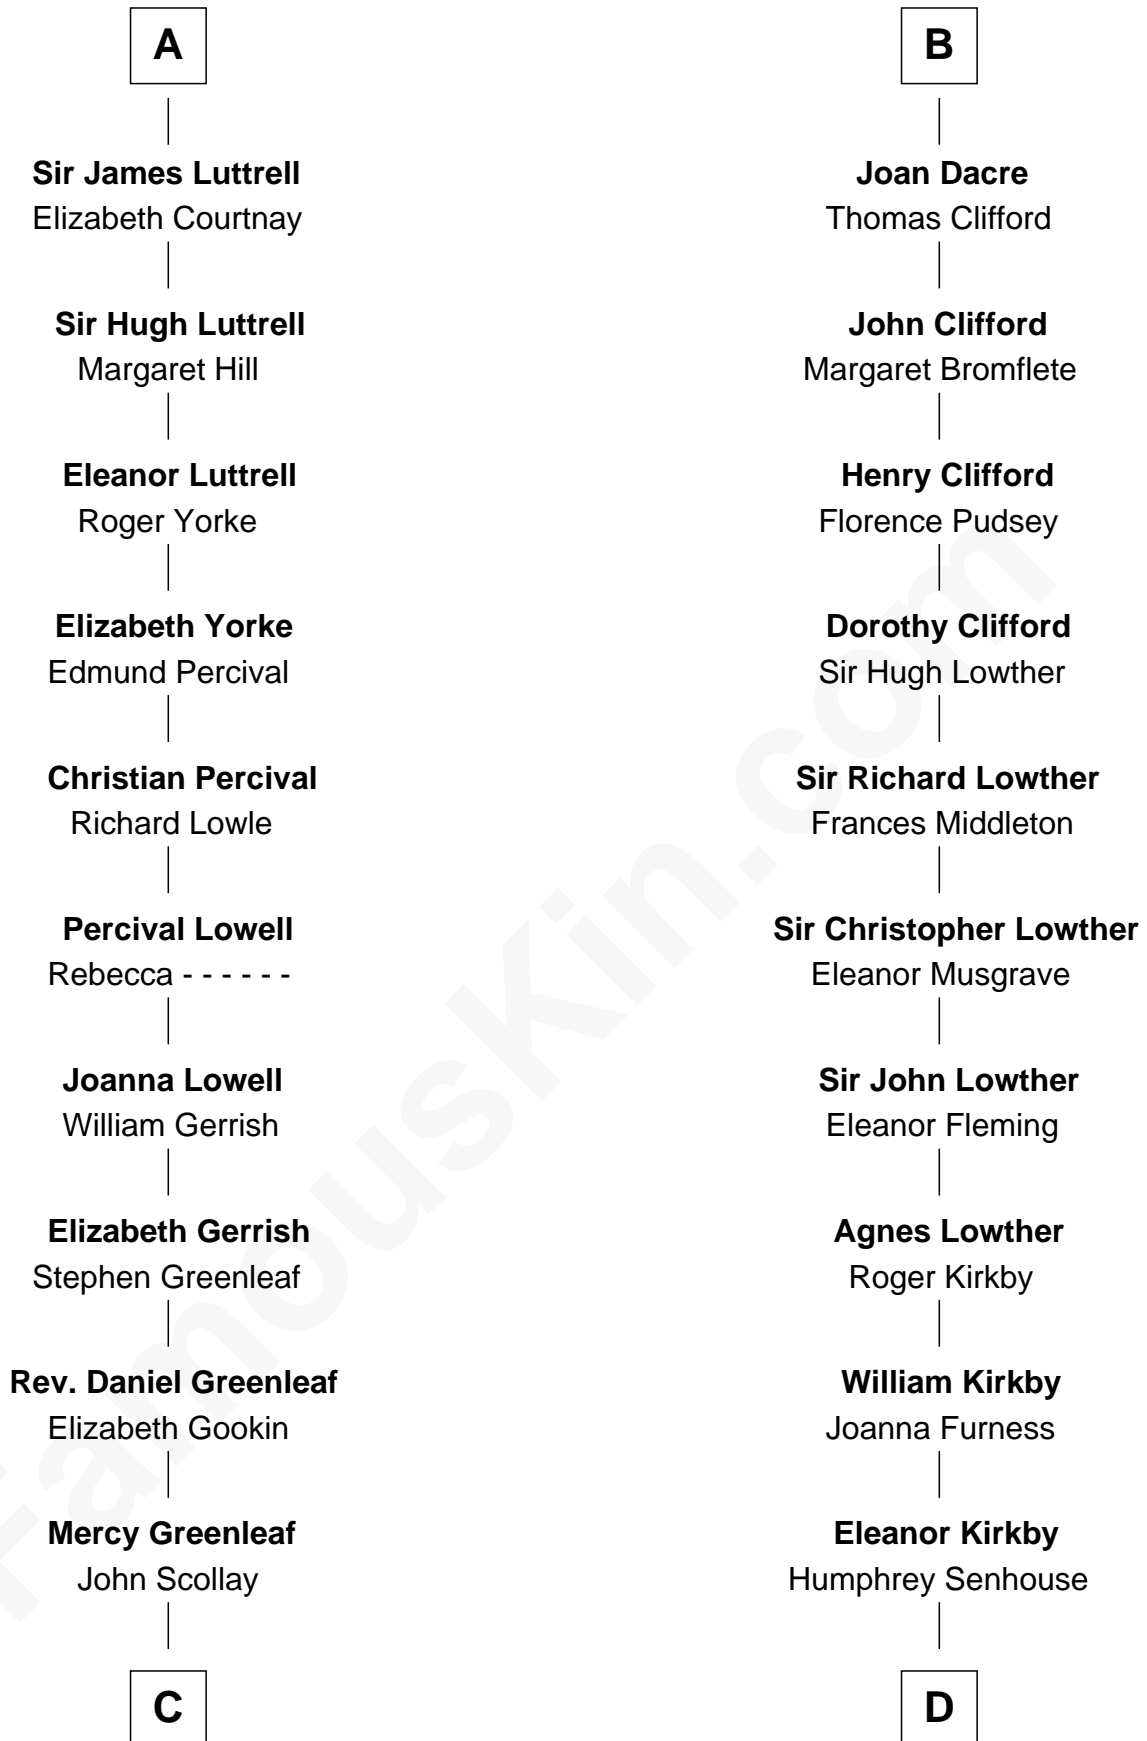 A
Sir James Luttrell
Elizabeth Courtnay
Sir Hugh Luttrell
Margaret Hill
Eleanor Luttrell
Roger Yorke
Elizabeth Yorke
Edmund Percival
Christian Percival
Richard Lowle
Percival Lowell
Rebecca - - - - - -
Joanna Lowell
William Gerrish
Elizabeth Gerrish
Stephen Greenleaf
Rev. Daniel Greenleaf
Elizabeth Gookin
Mercy Greenleaf
John Scollay
C
B
Joan Dacre
Thomas Clifford
John Clifford
Margaret Bromflete
Henry Clifford
Florence Pudsey
Dorothy Clifford
Sir Hugh Lowther
Sir Richard Lowther
Frances Middleton
Sir Christopher Lowther
Eleanor Musgrave
Sir John Lowther
Eleanor Fleming
Agnes Lowther
Roger Kirkby
William Kirkby
Joanna Furness
Eleanor Kirkby
Humphrey Senhouse
D
FamousKin.com